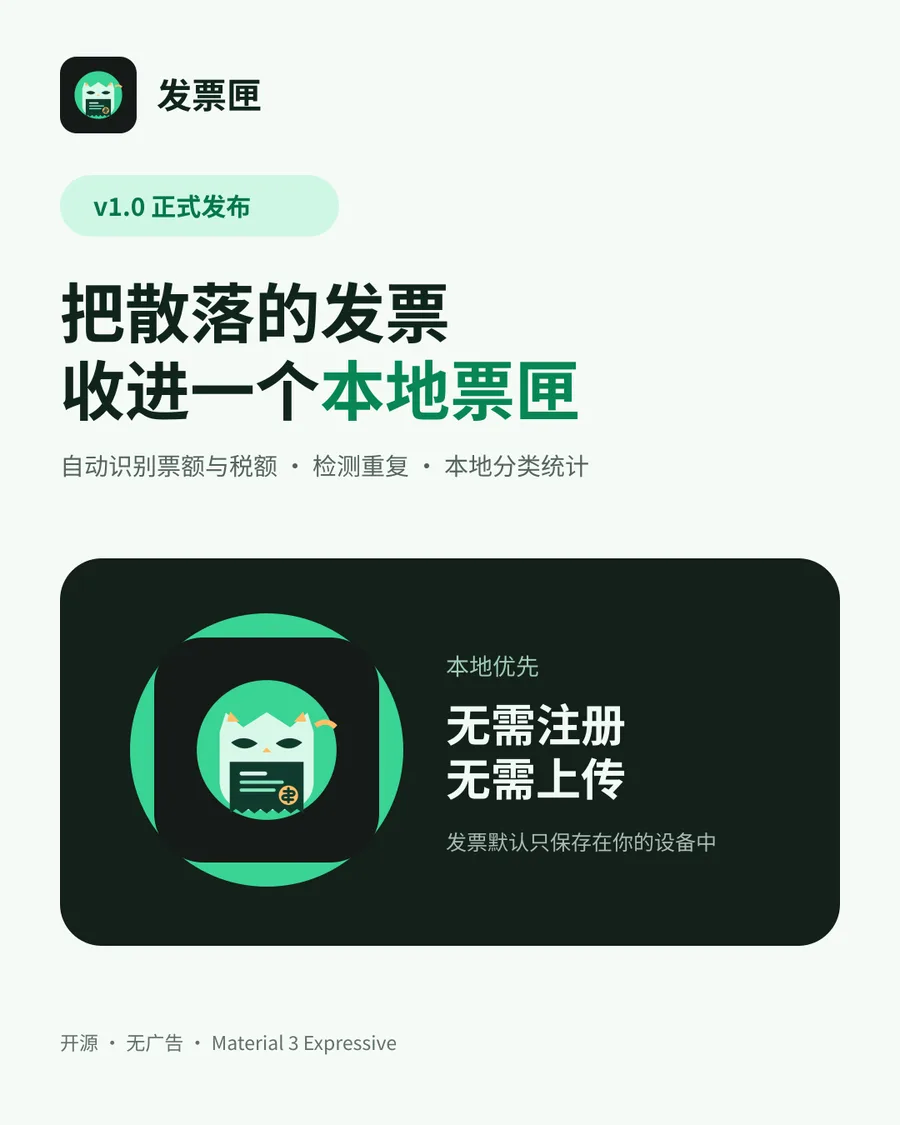 发票匣
v1.0 正式发布
把散落的发票
收进一个本地票匣
自动识别票额与税额 • 检测重复 • 本地分类统计
本地优先
无需注册
无需上传
发票默认只保存在你的设备中
开源 • 无广告 • Material 3 Expressive